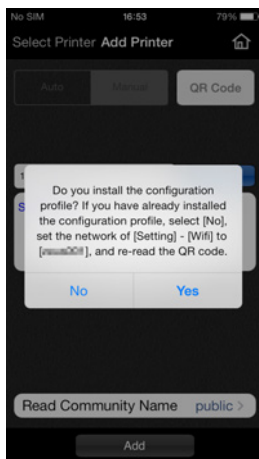 No SIM 16:53 79%
Select Printer Add Printer
Auto Manual QR Code
1
S
Do you install the configuration
profile? If you have already installed
the configuration profile, select [No],
set the network of [Setting] - [Wifi] to
[ ], and re-read the QR code.
No Yes
Read Community Name public >
Add